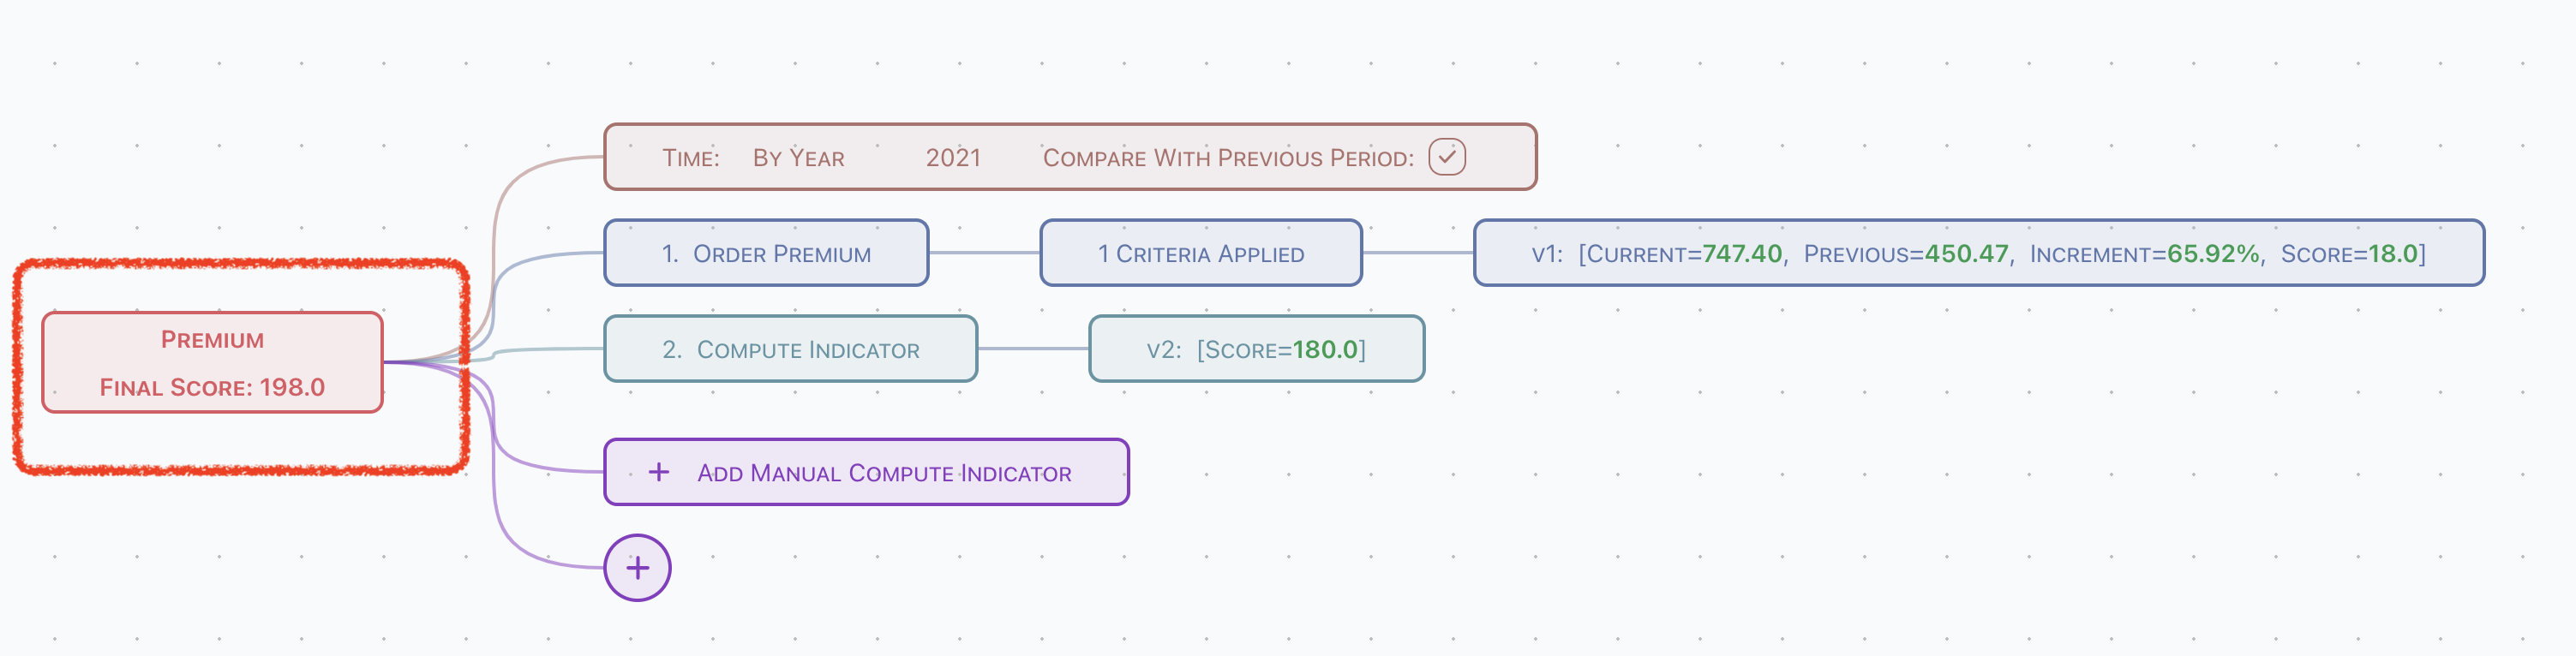 Time: By Year 2021 Compare With Previous Period:
1. Order Premium
1 Criteria Applied
v1: [Current=747.40, Previous=450.47, Increment=65.92%, Score=18.0]
Premium
Final Score: 198.0
2. Compute Indicator
v2: [Score=180.0]
+ Add Manual Compute Indicator
+